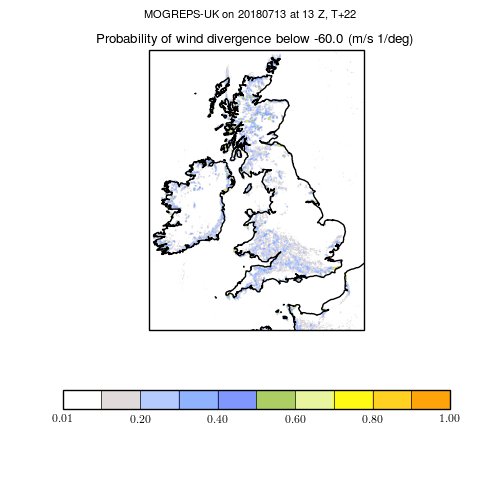 MOGREPS-UK on 20180713 at 13 Z, T+22
Probability of wind divergence below -60.0 (m/s 1/deg)
0.01 0.20 0.40 0.60 0.80 1.00